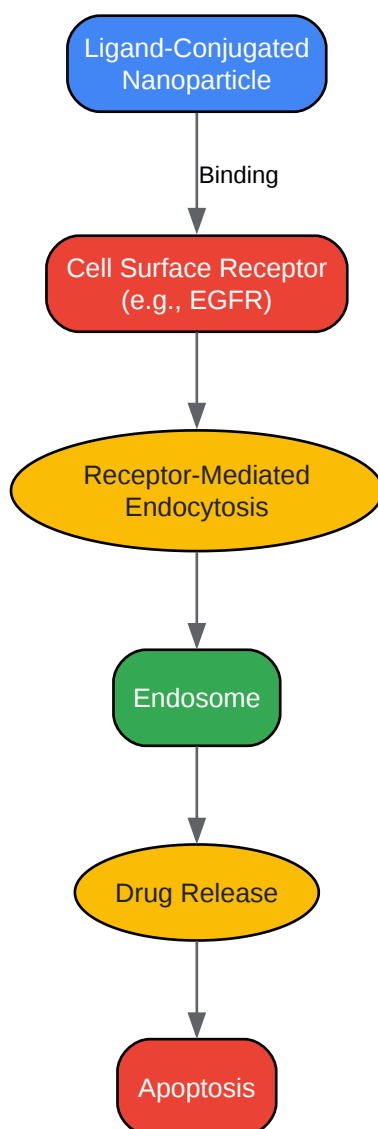 Ligand-Conjugated
Nanoparticle
Binding
Cell Surface Receptor
(e.g., EGFR)
Receptor-Mediated
Endocytosis
Endosome
Drug Release
Apoptosis